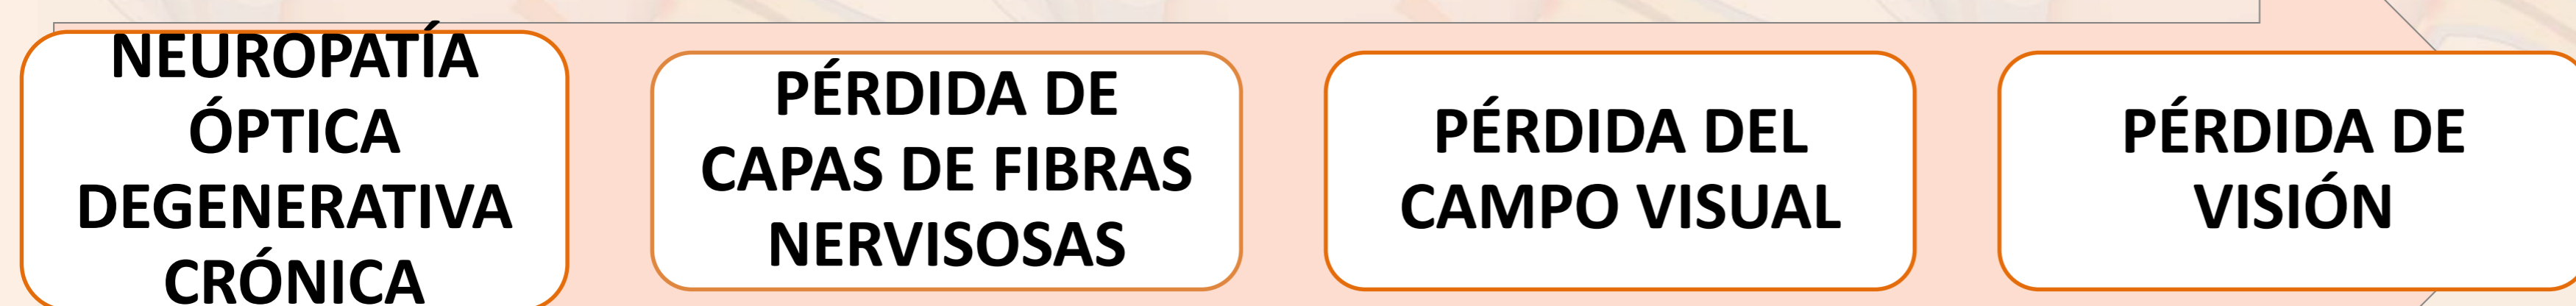 NEUROPATÍA
ÓPTICA
DEGENERATIVA
CRÓNICA
PÉRDIDA DE
CAPAS DE FIBRAS
NERVISOSAS
PÉRDIDA DEL
CAMPO VISUAL
PÉRDIDA DE
VISIÓN